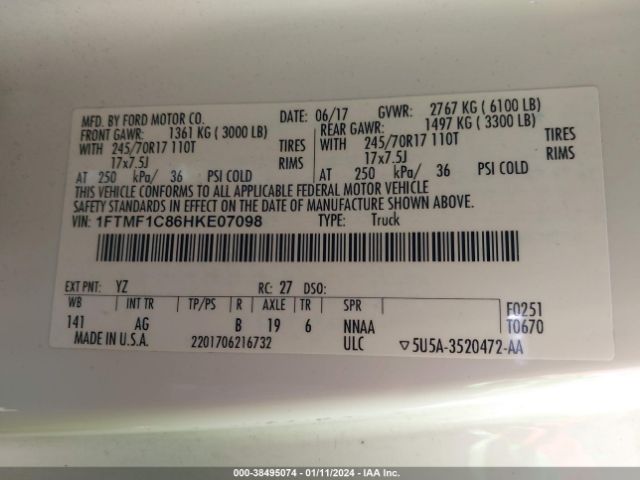 MFD. BY FORD MOTOR CO. DATE: 06/17 GVWR: 2767 KG ( 6100 LB)
FRONT GAWR: 1361 KG ( 3000 LB) REAR GAWR: 1497 KG ( 3300 LB)
WITH 245/70R17 110T TIRES WITH 245/70R17 110T TIRES
17x7.5J RIMS 17x7.5J RIMS
AT 250 kPa/ 36 PSI COLD AT 250 kPa/ 36 PSI COLD
THIS VEHICLE CONFORMS TO ALL APPLICABLE FEDERAL MOTOR VEHICLE
SAFETY STANDARDS IN EFFECT ON THE DATE OF MANUFACTURE SHOWN ABOVE.
VIN: 1FTMF1C86HKE07098 TYPE: Truck
EXT PNT: YZ RC: 27 DSO:
WB INT TR TP/PS R AXLE TR SPR F0251
141 AG B 19 6 NNAA T0670
MADE IN U.S.A. 2201706216732 ULC ▽5U5A-3520472-AA
000-38495074 | 01/11/2024 | IAA Inc.